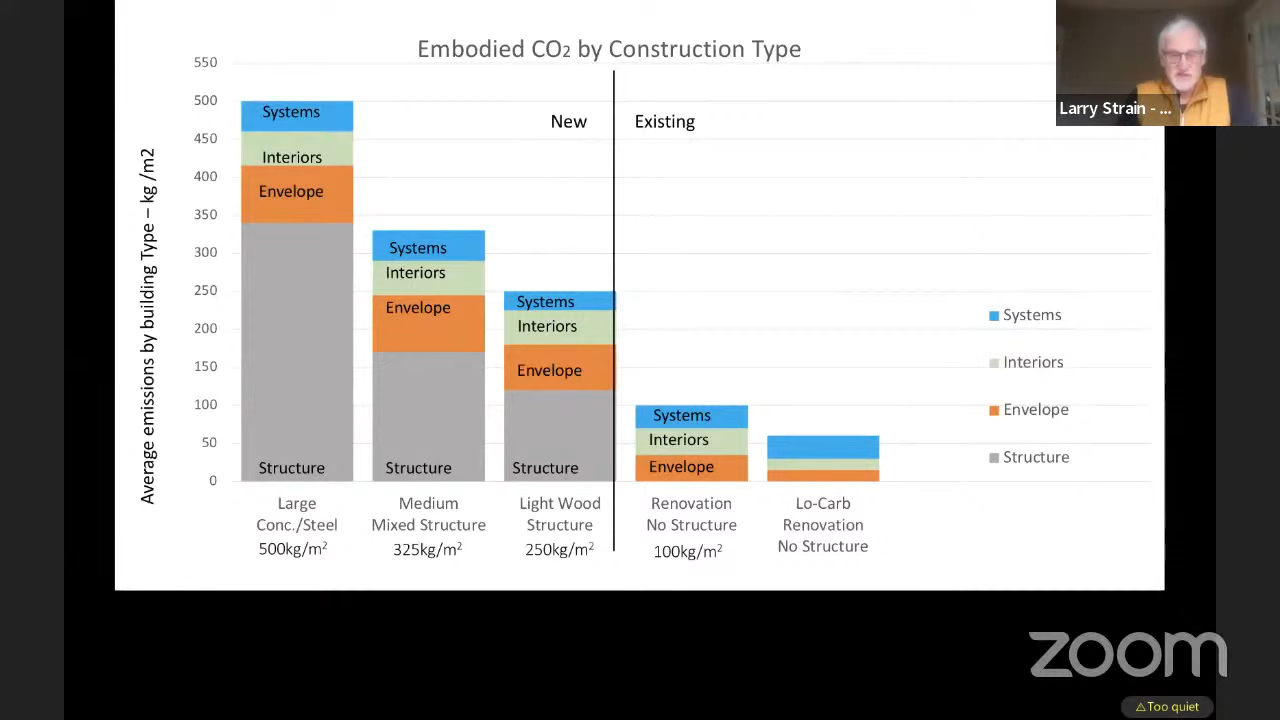 Embodied CO2 by Construction Type
Larry Strain - ...
Average emissions by building Type – kg /m2
550
500
450
400
350
300
250
200
150
100
50
0
New
Existing
Systems
Interiors
Envelope
Structure
Systems
Interiors
Envelope
Structure
Systems
Interiors
Envelope
Structure
Systems
Interiors
Envelope
Large
Conc./Steel
500kg/m2
Medium
Mixed Structure
325kg/m2
Light Wood
Structure
250kg/m2
Renovation
No Structure
100kg/m2
Lo-Carb
Renovation
No Structure
Systems
Interiors
Envelope
Structure
zoom
⚠Too quiet